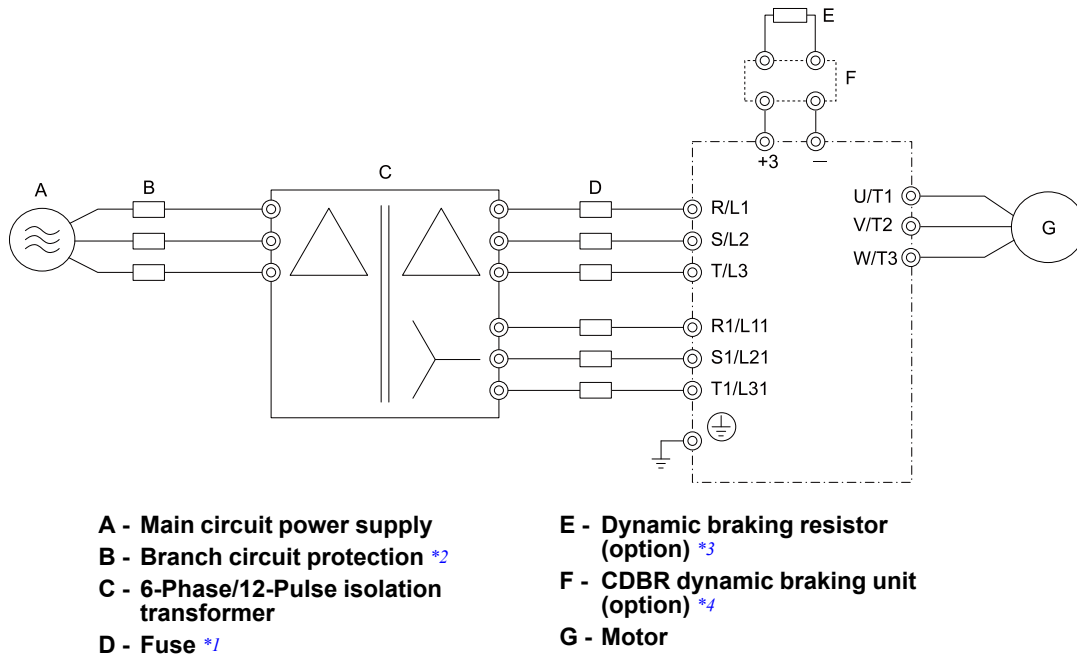 E
F
+3
−
C
A
B
D
R/L1
U/T1
S/L2
V/T2
G
T/L3
W/T3
R1/L11
S1/L21
T1/L31
A - Main circuit power supply
B - Branch circuit protection *2
C - 6-Phase/12-Pulse isolation
transformer
D - Fuse *1
E - Dynamic braking resistor
(option) *3
F - CDBR dynamic braking unit
(option) *4
G - Motor